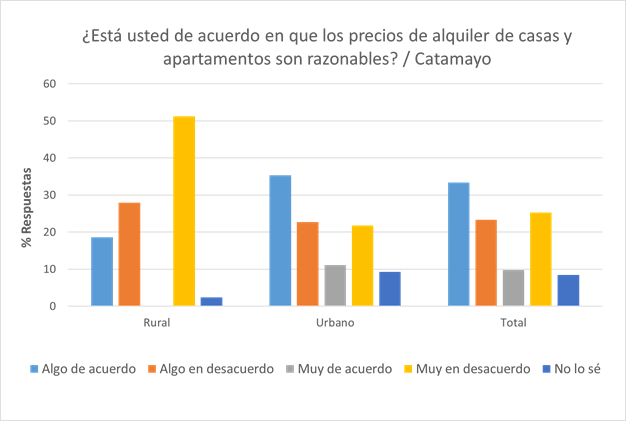 ¿Está usted de acuerdo en que los precios de alquiler de casas y
apartamentos son razonables? / Catamayo
60
50
40
30
20
10
0
% Respuestas
Rural
Urbano
Total
Algo de acuerdo
Algo en desacuerdo
Muy de acuerdo
Muy en desacuerdo
No lo sé